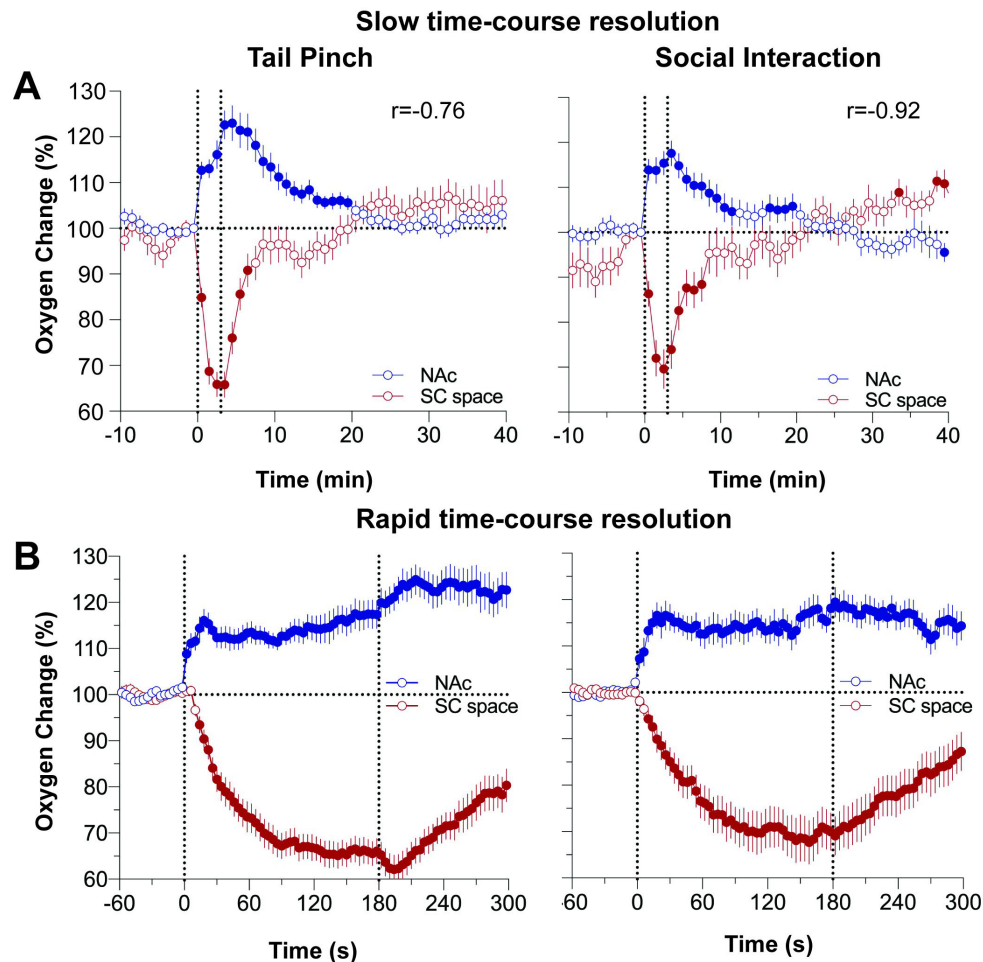 Slow time-course resolution
Tail Pinch
Social Interaction
A
r=-0.76
r=-0.92
Oxygen Change (%)
130
120
110
100
90
80
70
60
NAc
SC space
NAc
SC space
-10 0 10 20 30 40
-10 0 10 20 30 40
Time (min)
Time (min)
Rapid time-course resolution
B
Oxygen Change (%)
130
120
110
100
90
80
70
60
NAc
SC space
NAc
SC space
-60 0 60 120 180 240 300
-60 0 60 120 180 240 300
Time (s)
Time (s)